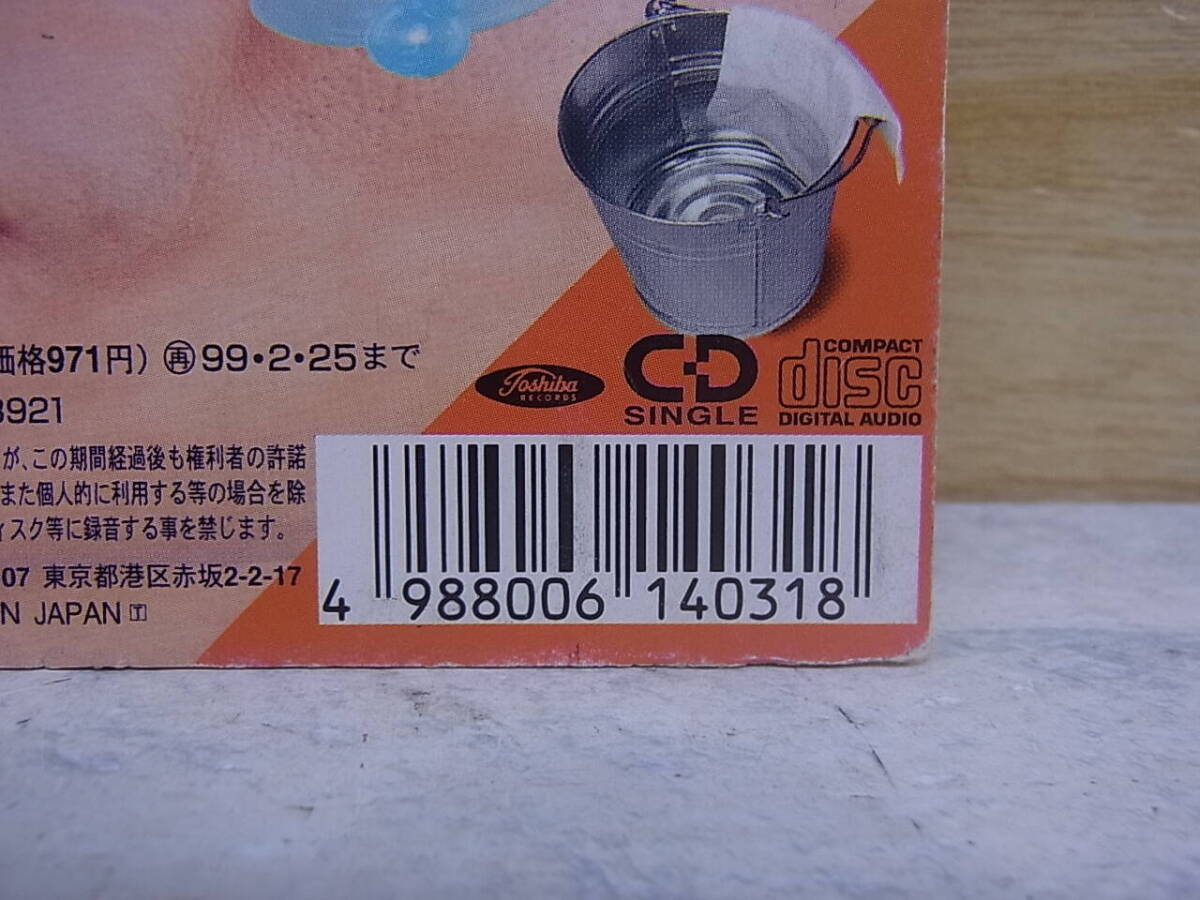 価格971円) 再 99・2・25まで
3921
が、この期間経過後も権利者の許諾
また個人的に利用する等の場合を除
ィスク等に録音する事を禁じます。
07 東京都港区赤坂2-2-17
N JAPAN T
Toshiba
RECORDS
CD
SINGLE
COMPACT
disc
DIGITAL AUDIO
4 988006 140318